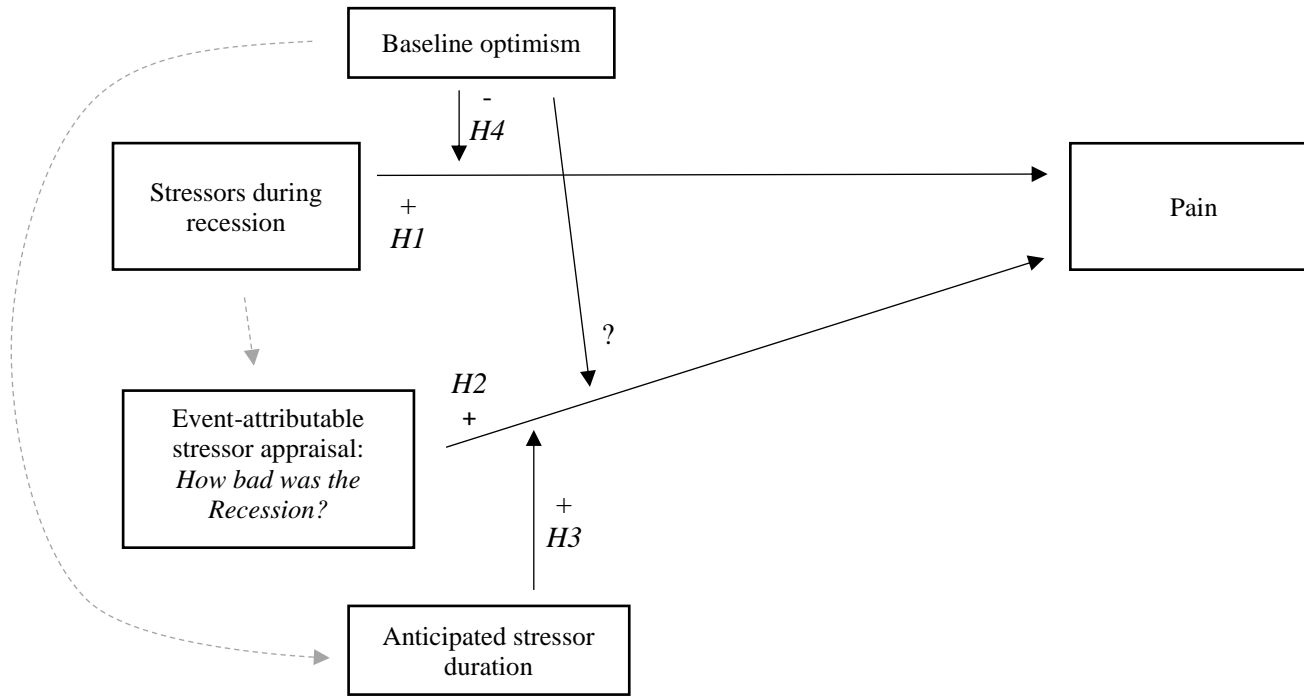 Baseline optimism
-
H4
Stressors during
recession
+
H1
Pain
?
H2
+
Event-attributable
stressor appraisal:
How bad was the
Recession?
+
H3
Anticipated stressor
duration